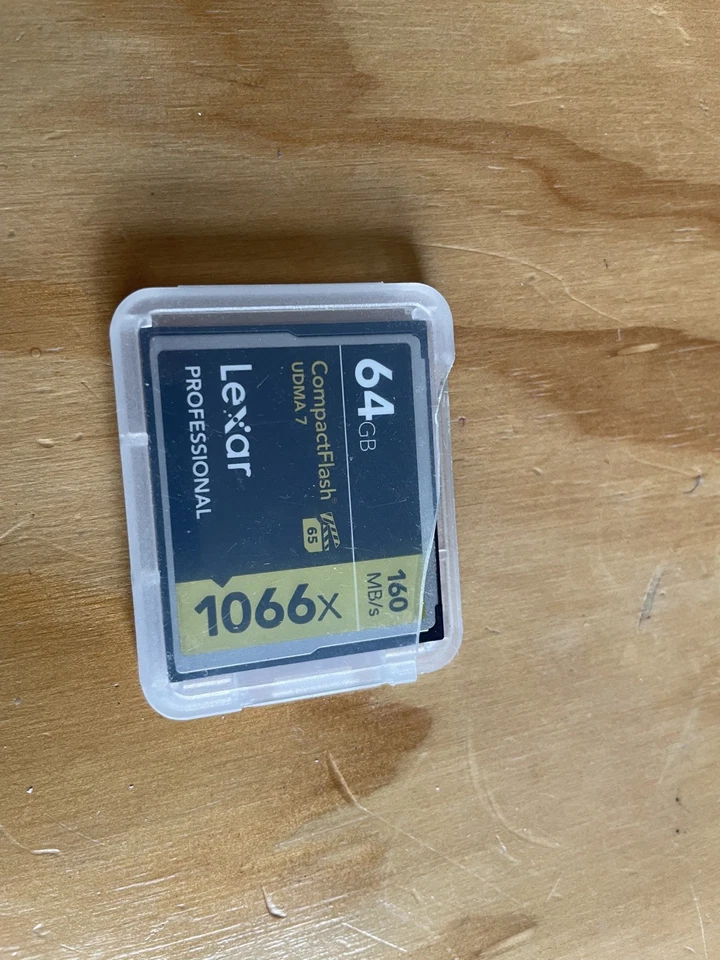 64GB
CompactFlash®
UDMA 7
65
Lexar
PROFESSIONAL
160
MB/s
1066x